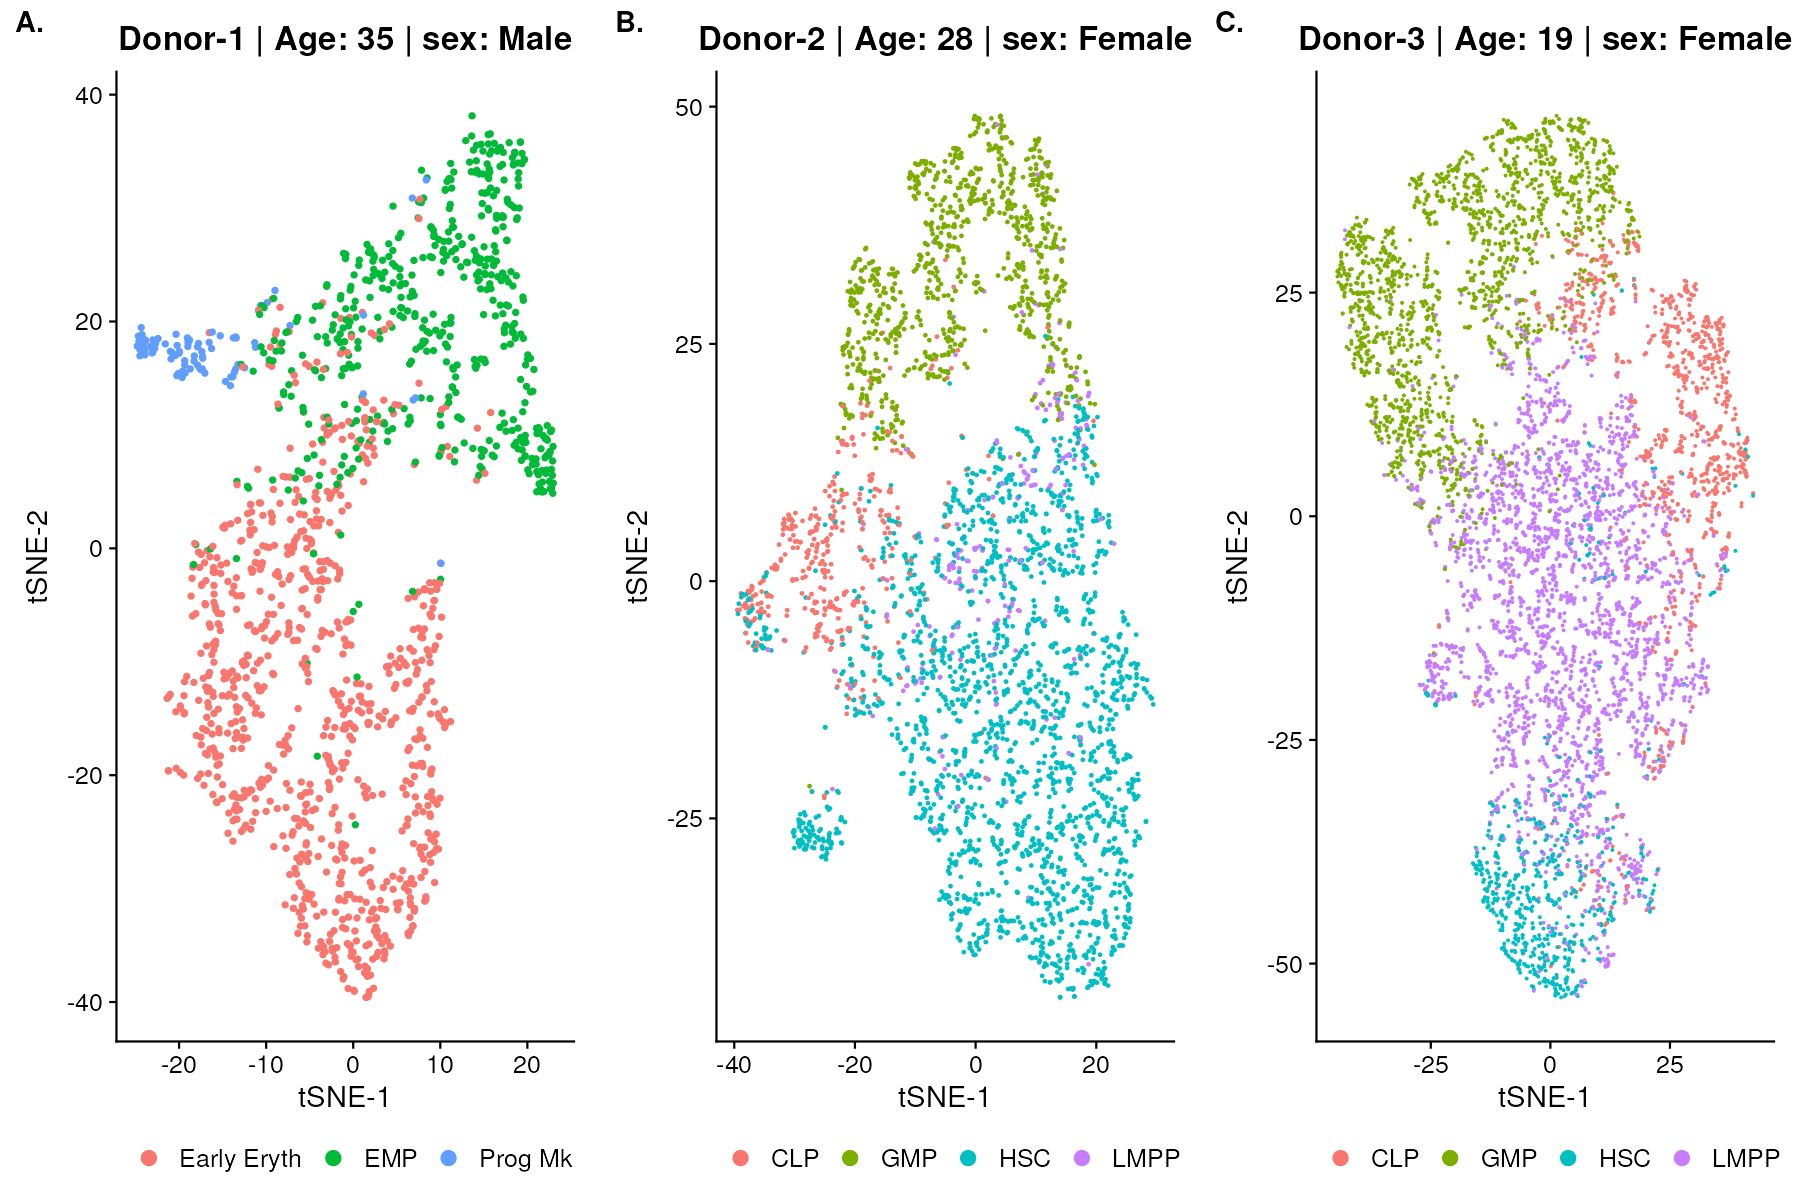 A.
Donor-1 | Age: 35 | sex: Male
40
20
0
-20
-40
tSNE-2
-20 -10 0 10 20
tSNE-1
Early Eryth EMP Prog Mk
B.
Donor-2 | Age: 28 | sex: Female
50
25
0
-25
tSNE-2
-40 -20 0 20
tSNE-1
CLP GMP HSC LMPP
C.
Donor-3 | Age: 19 | sex: Female
25
0
-25
-50
tSNE-2
-25 0 25
tSNE-1
CLP GMP HSC LMPP